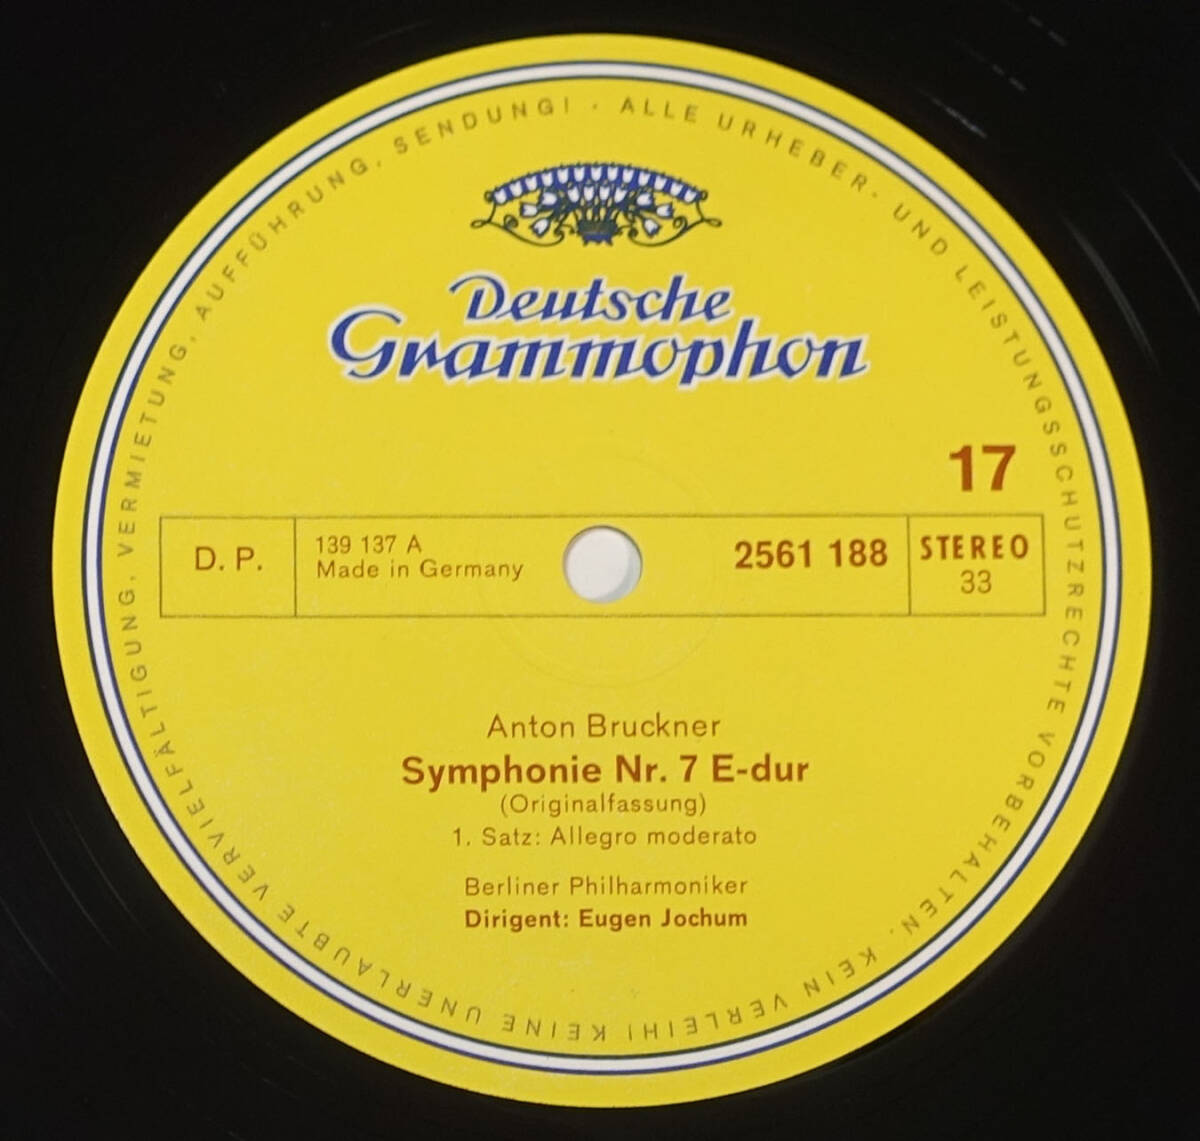 ALLE URHEBER- UND LEISTUNGSSCHUTZRECHTE VORBEHALTEN. KEIN VERLEIH! KEINE UNERLAUBTE VERVIELFÄLTIGUNG, VERMIETUNG, AUFFÜHRUNG, SENDUNG! ·
Deutsche
Grammophon
17
D. P.
139 137 A
Made in Germany
2561 188
STEREO
33
Anton Bruckner
Symphonie Nr. 7 E-dur
(Originalfassung)
1. Satz: Allegro moderato
Berliner Philharmoniker
Dirigent: Eugen Jochum